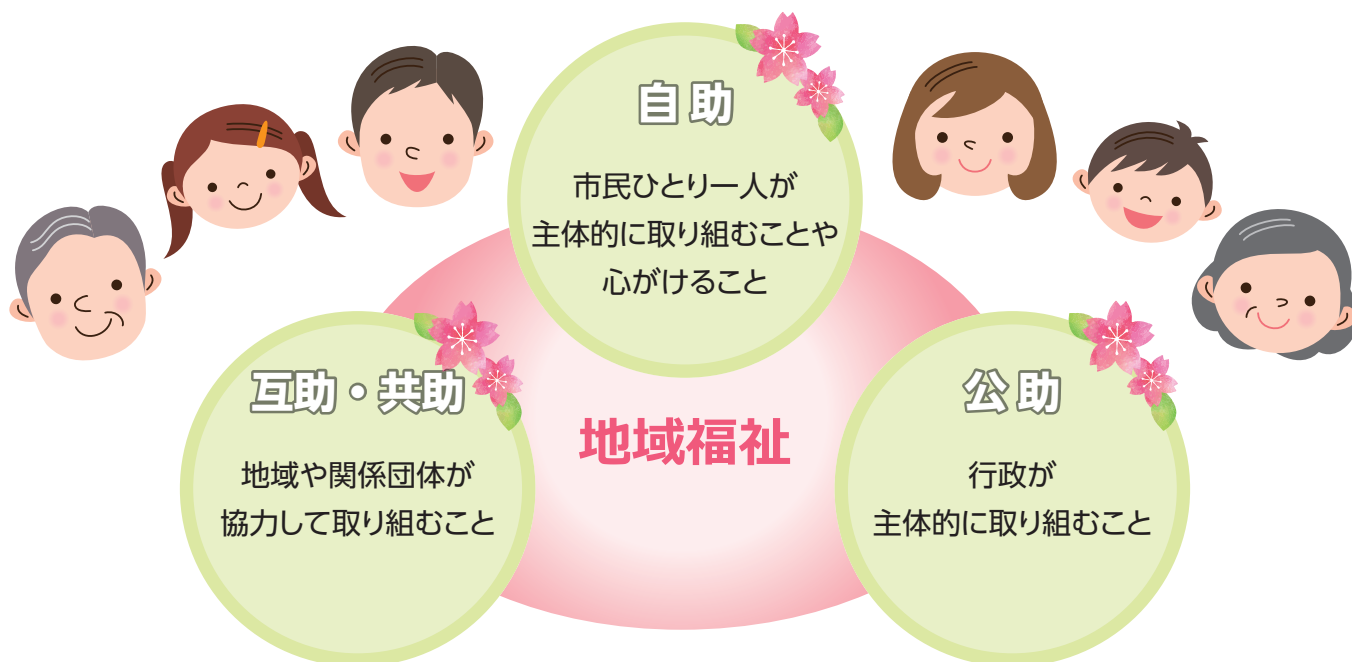 自助
市民ひとり一人が
主体的に取り組むことや
心がけること
互助・共助
地域や関係団体が
協力して取り組むこと
地域福祉
公助
行政が
主体的に取り組むこと